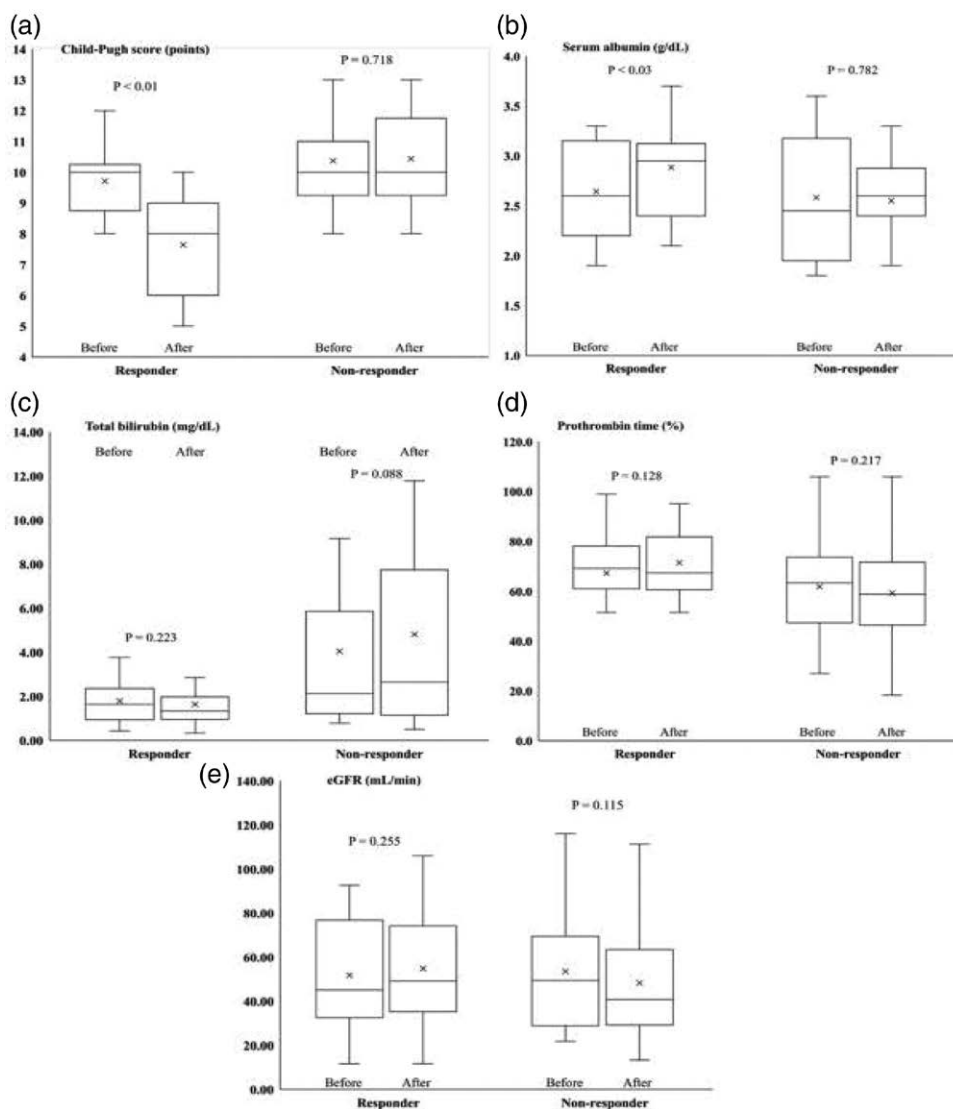 (a)
Child-Pugh score (points)
14
13
12
11
10
9
8
7
6
5
4
P < 0.01
P = 0.718
Before
After
Before
After
Responder
Non-responder
(b)
Serum albumin (g/dL)
4.0
3.5
3.0
2.5
2.0
1.5
1.0
P < 0.03
P = 0.782
Before
After
Before
After
Responder
Non-responder
(c)
Total bilirubin (mg/dL)
14.00
12.00
10.00
8.00
6.00
4.00
2.00
0.00
Before
After
Before
After
P = 0.223
P = 0.088
Responder
Non-responder
(d)
Prothrombin time (%)
120.0
100.0
80.0
60.0
40.0
20.0
0.0
P = 0.128
P = 0.217
Before
After
Before
After
Responder
Non-responder
(e)
eGFR (mL/min)
140.00
120.00
100.00
80.00
60.00
40.00
20.00
0.00
P = 0.255
P = 0.115
Before
After
Before
After
Responder
Non-responder